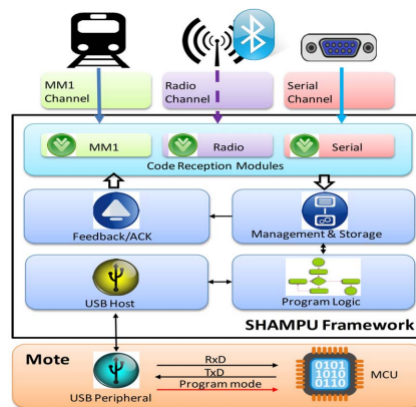 MM1
Channel
Radio
Channel
Serial
Channel
MM1
Radio
Serial
Code Reception Modules
Feedback/ACK
Management & Storage
USB Host
Program Logic
SHAMPU Framework
Mote
RxD
TxD
Program mode
USB Peripheral
0101
1010
0110
MCU